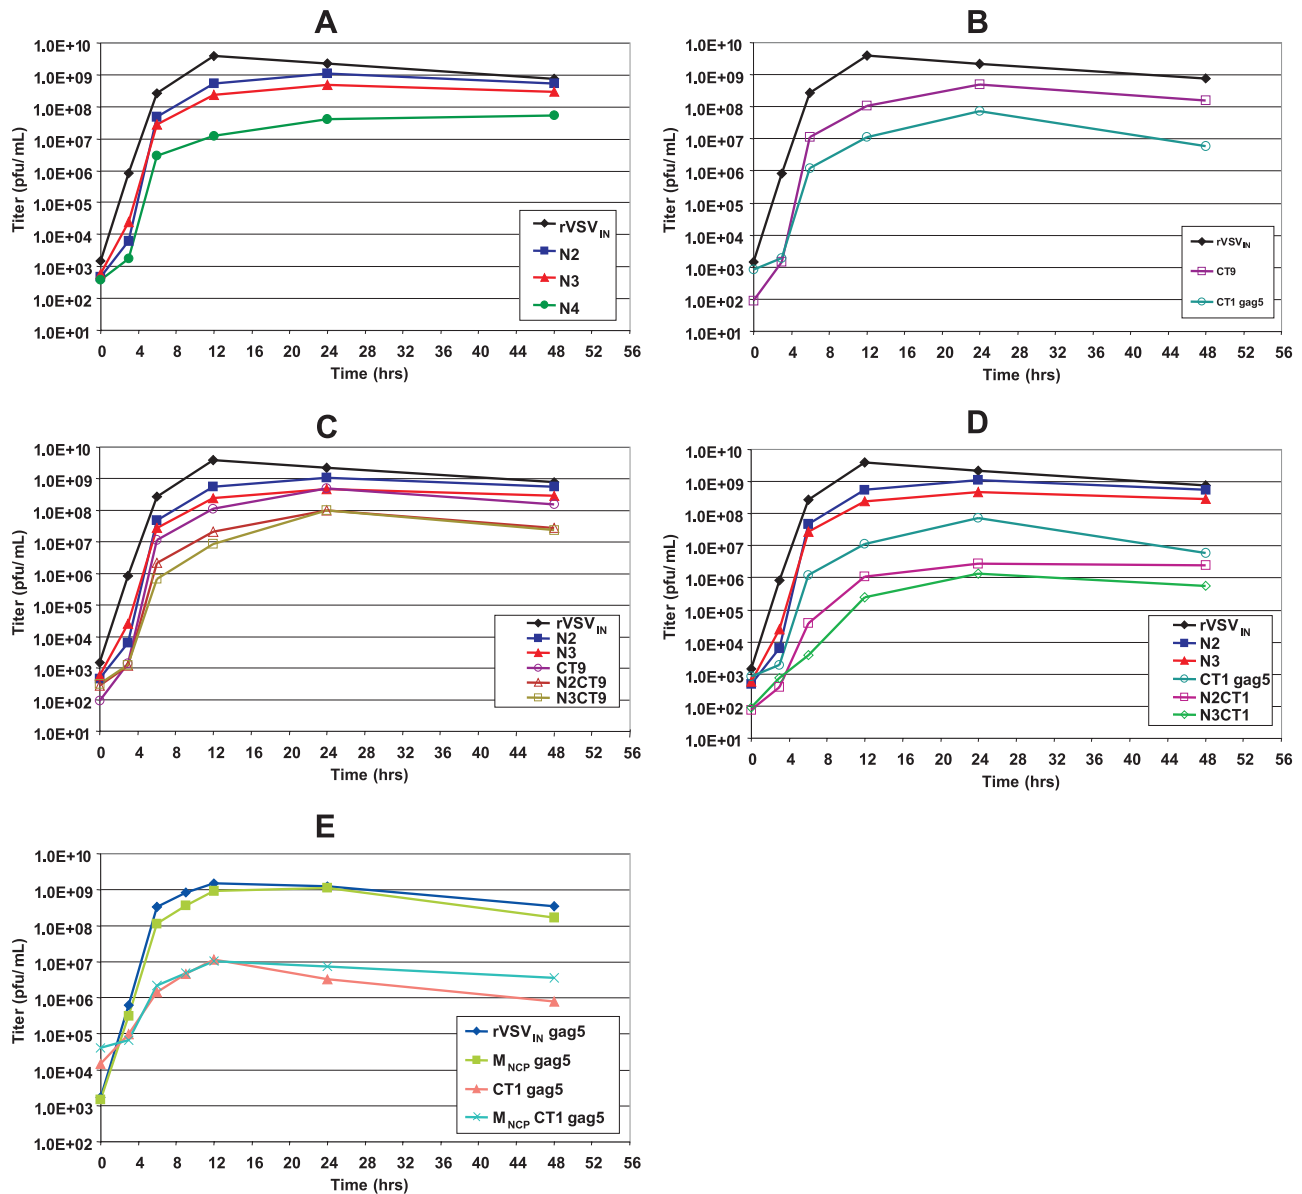 A
Titer (pfu/ mL)
1.0E+10
1.0E+09
1.0E+08
1.0E+07
1.0E+06
1.0E+05
1.0E+04
1.0E+03
1.0E+02
1.0E+01
0 4 8 12 16 20 24 28 32 36 40 44 48 52 56
Time (hrs)
rVSV IN
N2
N3
N4
B
Titer (pfu/ mL)
1.0E+10
1.0E+09
1.0E+08
1.0E+07
1.0E+06
1.0E+05
1.0E+04
1.0E+03
1.0E+02
1.0E+01
0 4 8 12 16 20 24 28 32 36 40 44 48 52 56
Time (hrs)
rVSV IN
CT9
CT1 gag5
C
Titer (pfu/ mL)
1.0E+10
1.0E+09
1.0E+08
1.0E+07
1.0E+06
1.0E+05
1.0E+04
1.0E+03
1.0E+02
1.0E+01
0 4 8 12 16 20 24 28 32 36 40 44 48 52 56
Time (hrs)
rVSV IN
N2
N3
CT9
N2CT9
N3CT9
D
Titer (pfu/ mL)
1.0E+10
1.0E+09
1.0E+08
1.0E+07
1.0E+06
1.0E+05
1.0E+04
1.0E+03
1.0E+02
1.0E+01
0 4 8 12 16 20 24 28 32 36 40 44 48 52 56
Time (hrs)
rVSV IN
N2
N3
CT1 gag5
N2CT1
N3CT1
E
Titer (pfu/ mL)
1.0E+10
1.0E+09
1.0E+08
1.0E+07
1.0E+06
1.0E+05
1.0E+04
1.0E+03
1.0E+02
0 4 8 12 16 20 24 28 32 36 40 44 48 52 56
Time (hrs)
rVSV IN gag5
M NCP gag5
CT1 gag5
M NCP CT1 gag5